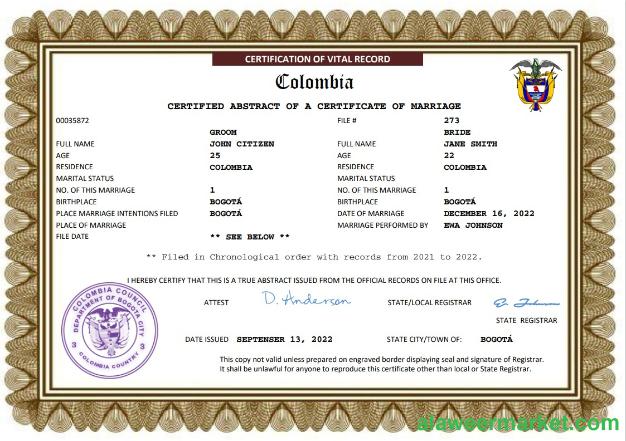 CERTIFICATION OF VITAL RECORD
Colombia
CERTIFIED ABSTRACT OF A CERTIFICATE OF MARRIAGE
00035872 FILE # 273
GROOM BRIDE
FULL NAME JOHN CITIZEN FULL NAME JANE SMITH
AGE 25 AGE 22
RESIDENCE COLOMBIA RESIDENCE COLOMBIA
MARITAL STATUS MARITAL STATUS
NO. OF THIS MARRIAGE 1 NO. OF THIS MARRIAGE 1
BIRTHPLACE BOGOTÁ BIRTHPLACE BOGOTÁ
PLACE MARRIAGE INTENTIONS FILED BOGOTÁ DATE OF MARRIAGE DECEMBER 16, 2022
PLACE OF MARRIAGE MARRIAGE PERFORMED BY EWA JOHNSON
FILE DATE ** SEE BELOW **
** Filed in Chronological order with records from 2021 to 2022.
I HEREBY CERTIFY THAT THIS IS A TRUE ABSTRACT ISSUED FROM THE OFFICIAL RECORDS ON FILE AT THIS OFFICE.
COLOMBIA COUNCIL
DEPARTMENT OF BOGOTA CITY
3 3
COLOMBIA COUNTRY
ATTEST D. Anderson STATE/LOCAL REGISTRAR
STATE REGISTRAR
DATE ISSUED SEPTENSER 13, 2022 STATE CITY/TOWN OF: BOGOTÁ
This copy not valid unless prepared on engraved border displaying seal and signature of Registrar.
It shall be unlawful for anyone to reproduce this certificate other than local or State Registrar.
alaweermarket.com